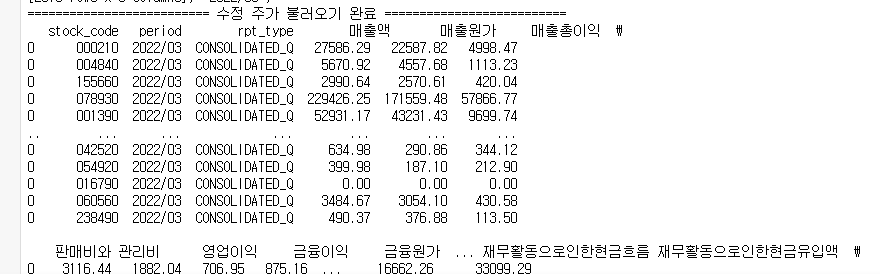 ========================= 수정 주가 불러오기 완료 =========================
stock_code period rpt_type 매출액 매출원가 매출총이익 ₩
0 000210 2022/03 CONSOLIDATED_Q 27586.29 22587.82 4998.47
0 004840 2022/03 CONSOLIDATED_Q 5670.92 4557.68 1113.23
0 155660 2022/03 CONSOLIDATED_Q 2990.64 2570.61 420.04
0 078930 2022/03 CONSOLIDATED_Q 229426.25 171559.48 57866.77
0 001390 2022/03 CONSOLIDATED_Q 52931.17 43231.43 9699.74
.. ... ... ... ... ... ...
0 042520 2022/03 CONSOLIDATED_Q 634.98 290.86 344.12
0 054920 2022/03 CONSOLIDATED_Q 399.98 187.10 212.90
0 016790 2022/03 CONSOLIDATED_Q 0.00 0.00 0.00
0 060560 2022/03 CONSOLIDATED_Q 3484.67 3054.10 430.58
0 238490 2022/03 CONSOLIDATED_Q 490.37 376.88 113.50
판매비와 관리비 영업이익 금융이익 금융원가 ... 재무활동으로인한현금흐름 재무활동으로인한현금유입액 ₩
0 3116.44 1882.04 706.95 875.16 ... 16662.26 33099.29